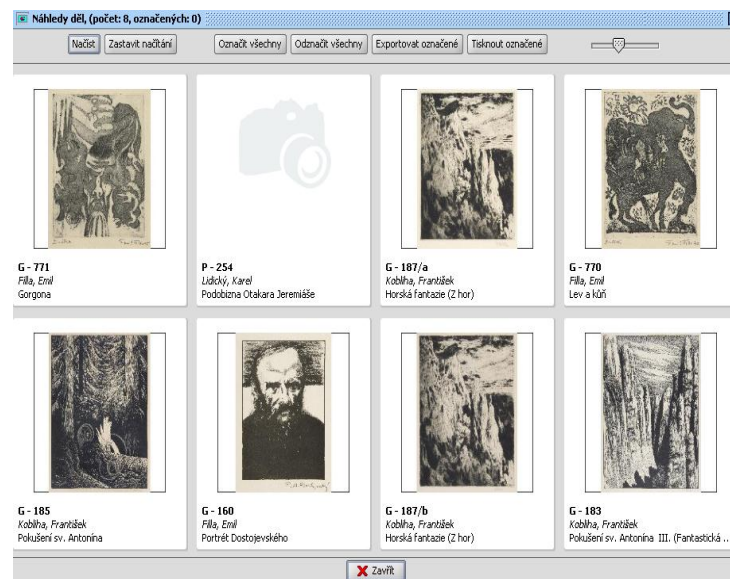 Náhledy děl, (počet: 8, označených: 0)
Načíst Zastavit načítání Označit všechny Odznačit všechny Exportovat označené Tisknout označené
G - 771
Filla, Emil
Gorgona
P - 254
Lidický, Karel
Podobizna Otakara Jeremiáše
G - 187/a
Kobliha, František
Horská fantazie (Z hor)
G - 770
Filla, Emil
Lev a kůň
G - 185
Kobliha, František
Pokušení sv. Antonína
G - 160
Filla, Emil
Portrét Dostojevského
G - 187/b
Kobliha, František
Horská fantazie (Z hor)
G - 183
Kobliha, František
Pokušení sv. Antonína III. (Fantastická ...
Zavřít